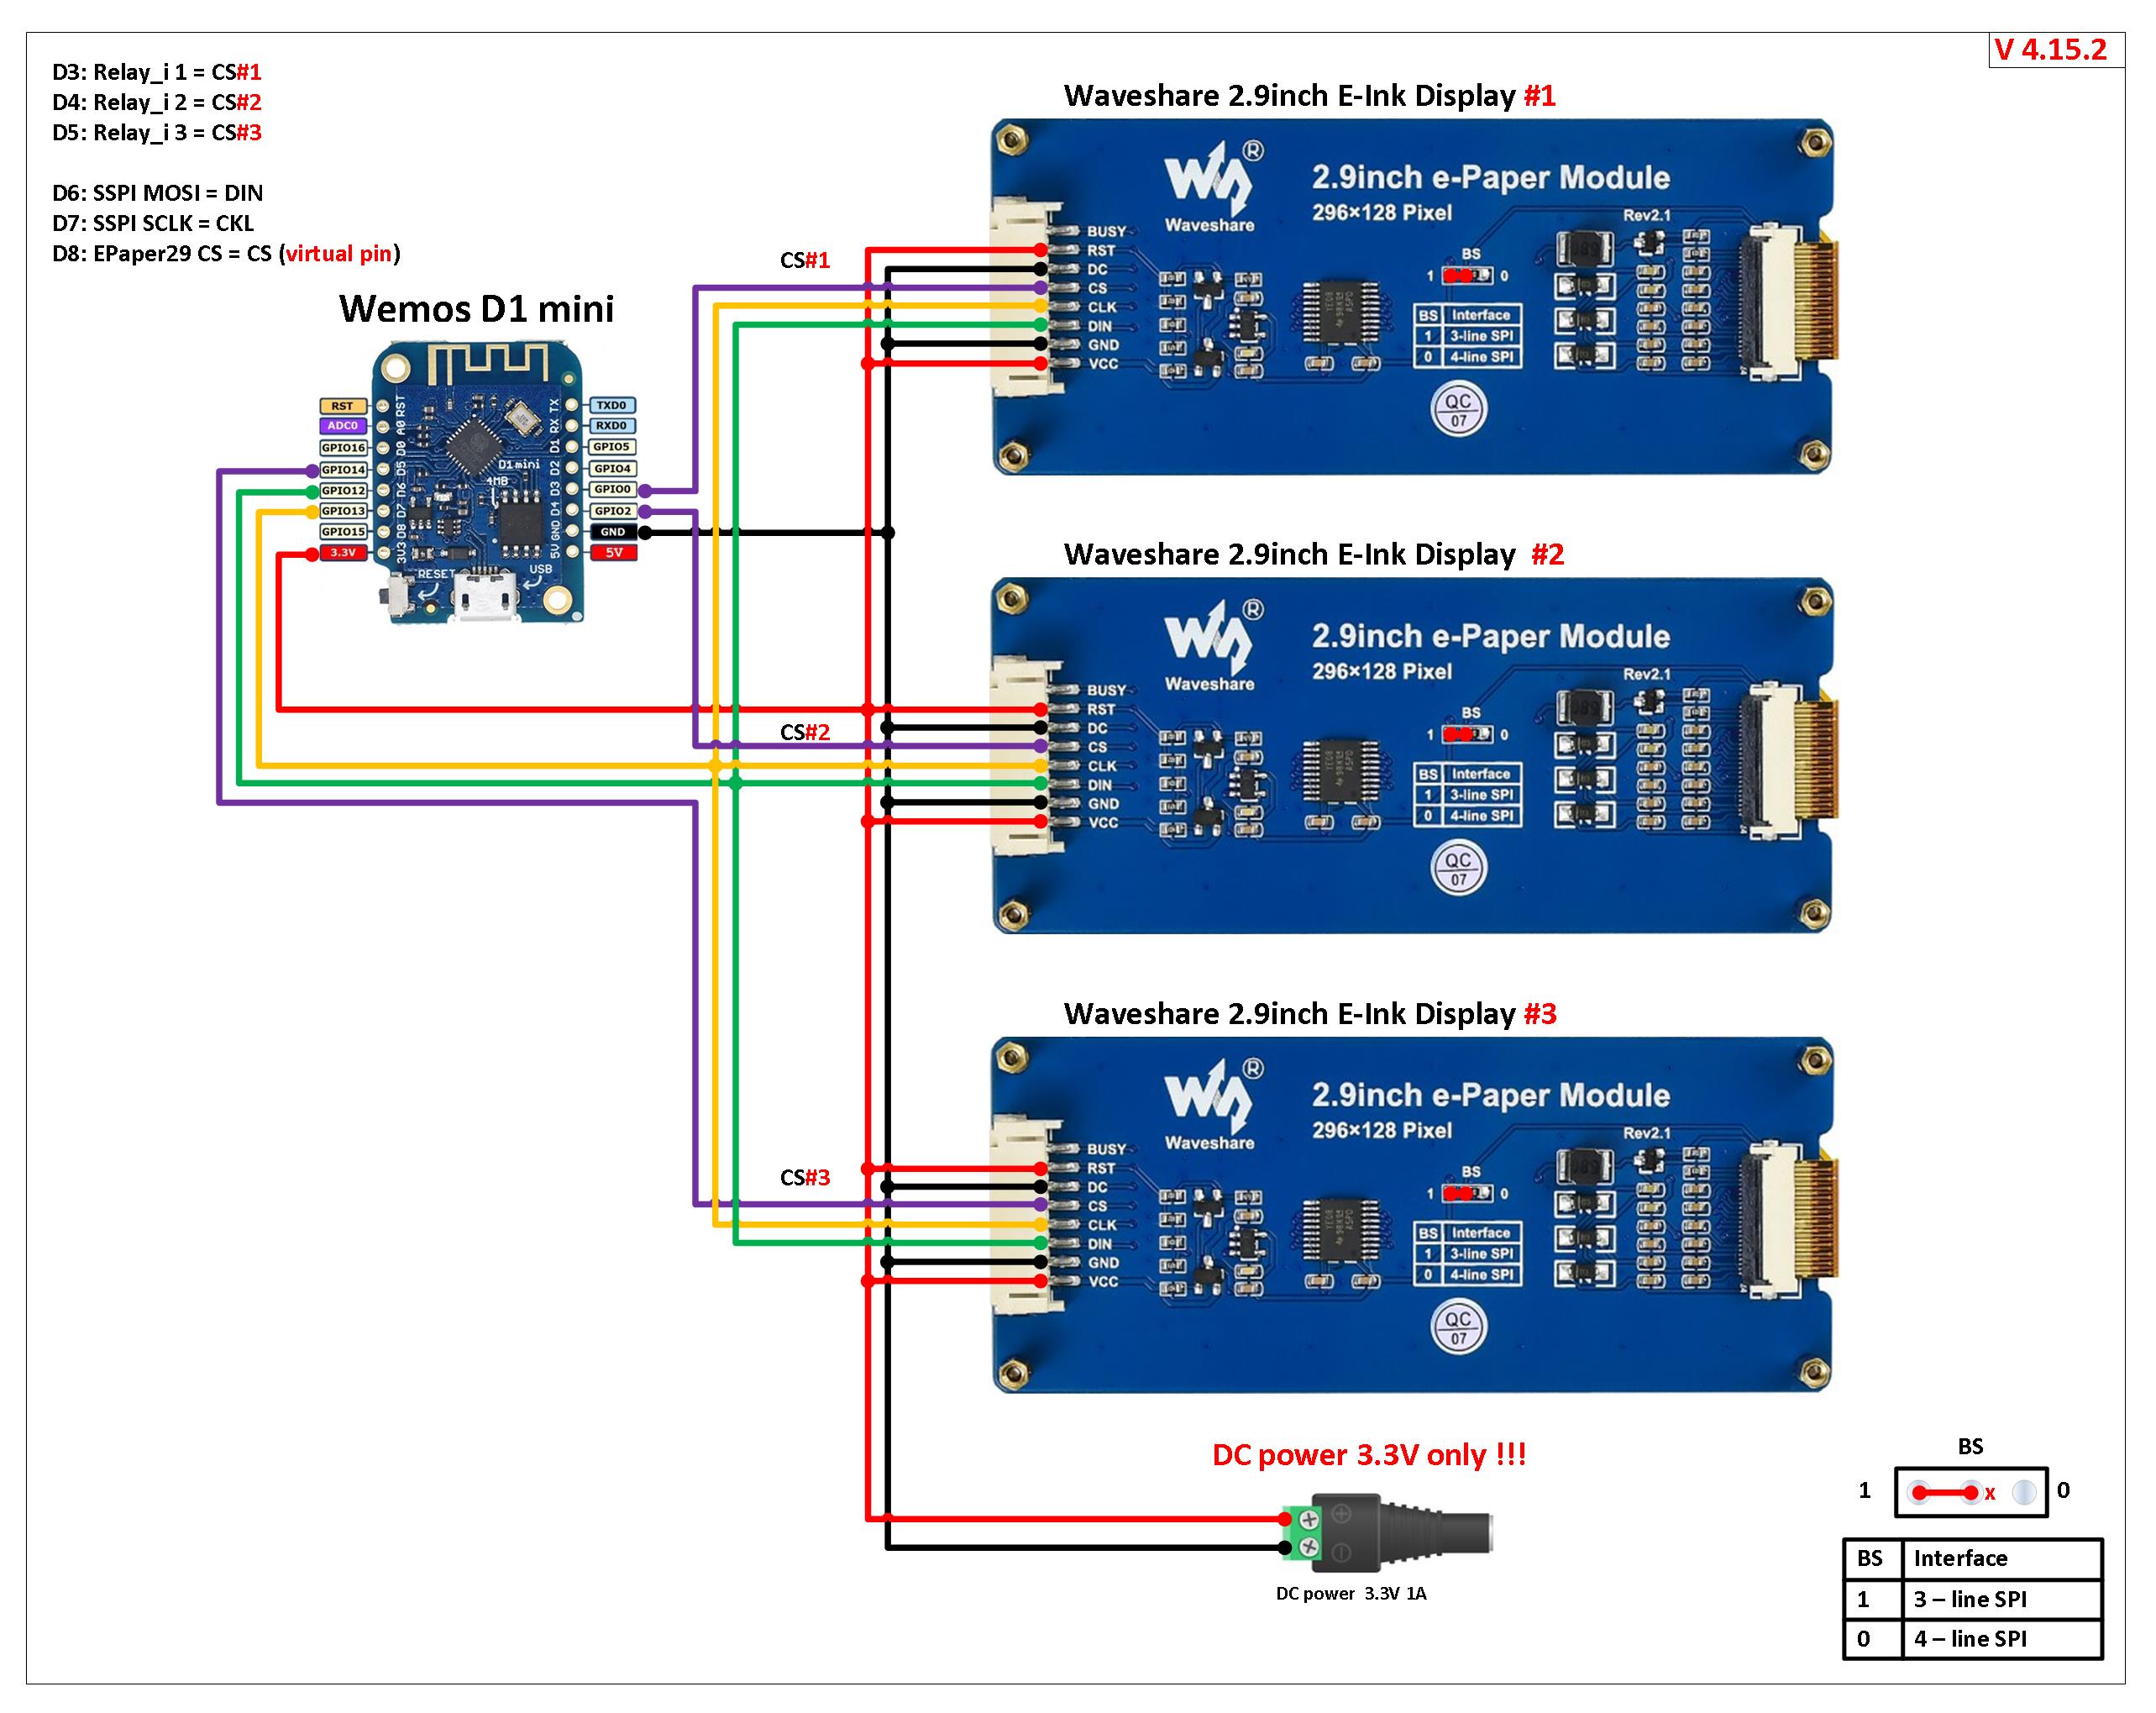 V 4.15.2
D3: Relay_i 1 = CS#1
D4: Relay_i 2 = CS#2
D5: Relay_i 3 = CS#3
D6: SSPI MOSI = DIN
D7: SSPI SCLK = CKL
D8: EPaper29 CS = CS (virtual pin)
Wemos D1 mini
RST
ADC0
GPIO16
GPIO14
GPIO12
GPIO13
GPIO15
3.3V
RST
A0
D0
D5
D6
D7
D8
3V3
D1 mini
4MB
RESET
USB
TX
RX
D1
D2
D3
D4
GND
5V
TXD0
RXD0
GPIO5
GPIO4
GPIO0
GPIO2
GND
5V
CS#1
CS#2
CS#3
Waveshare 2.9inch E-Ink Display #1
Waveshare
2.9inch e-Paper Module
296×128 Pixel
Rev2.1
BUSY
RST
DC
CS
CLK
DIN
GND
VCC
BS
1 0
BS Interface
1 3-line SPI
0 4-line SPI
QC
07
Waveshare 2.9inch E-Ink Display #2
Waveshare
2.9inch e-Paper Module
296×128 Pixel
Rev2.1
BUSY
RST
DC
CS
CLK
DIN
GND
VCC
BS
1 0
BS Interface
1 3-line SPI
0 4-line SPI
QC
07
Waveshare 2.9inch E-Ink Display #3
Waveshare
2.9inch e-Paper Module
296×128 Pixel
Rev2.1
BUSY
RST
DC
CS
CLK
DIN
GND
VCC
BS
1 0
BS Interface
1 3-line SPI
0 4-line SPI
QC
07
DC power 3.3V only !!!
DC power 3.3V 1A
BS
1 x 0
BS Interface
1 3 – line SPI
0 4 – line SPI